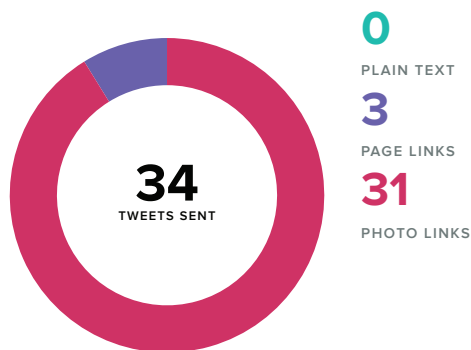 0
PLAIN TEXT
3
PAGE LINKS
31
PHOTO LINKS
34
TWEETS SENT